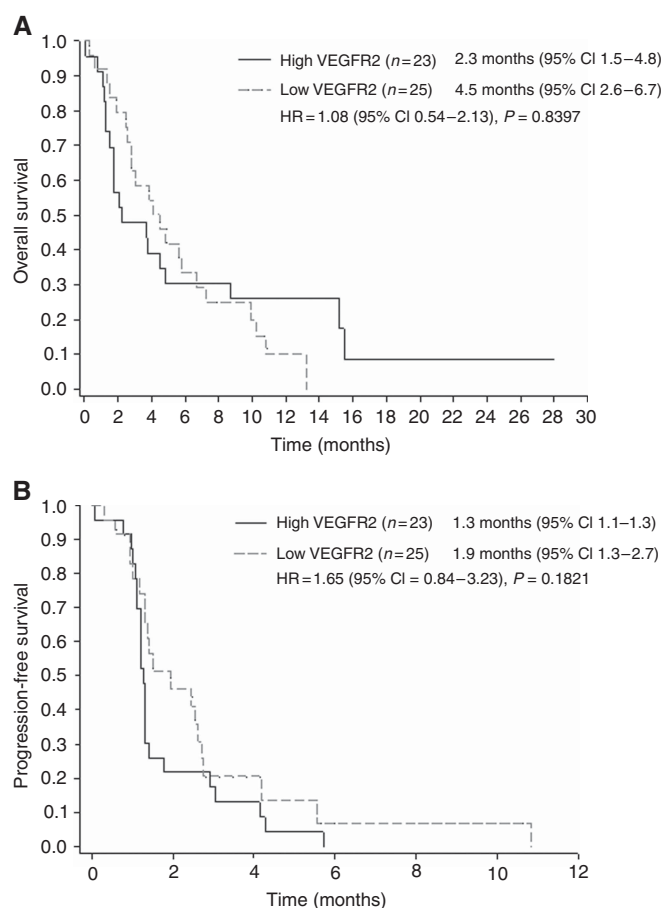 A
High VEGFR2 (n=23) 2.3 months (95% CI 1.5–4.8)
Low VEGFR2 (n=25) 4.5 months (95% CI 2.6–6.7)
HR=1.08 (95% CI 0.54–2.13), P = 0.8397
Overall survival
1.0
0.9
0.8
0.7
0.6
0.5
0.4
0.3
0.2
0.1
0.0
0 2 4 6 8 10 12 14 16 18 20 22 24 26 28 30
Time (months)
B
High VEGFR2 (n=23) 1.3 months (95% CI 1.1–1.3)
Low VEGFR2 (n=25) 1.9 months (95% CI 1.3–2.7)
HR=1.65 (95% CI = 0.84–3.23), P = 0.1821
Progression-free survival
1.0
0.9
0.8
0.7
0.6
0.5
0.4
0.3
0.2
0.1
0.0
0 2 4 6 8 10 12
Time (months)